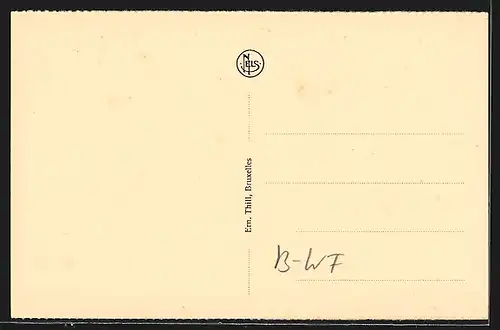 NELS
Ern. Thill, Bruxelles
B-WF